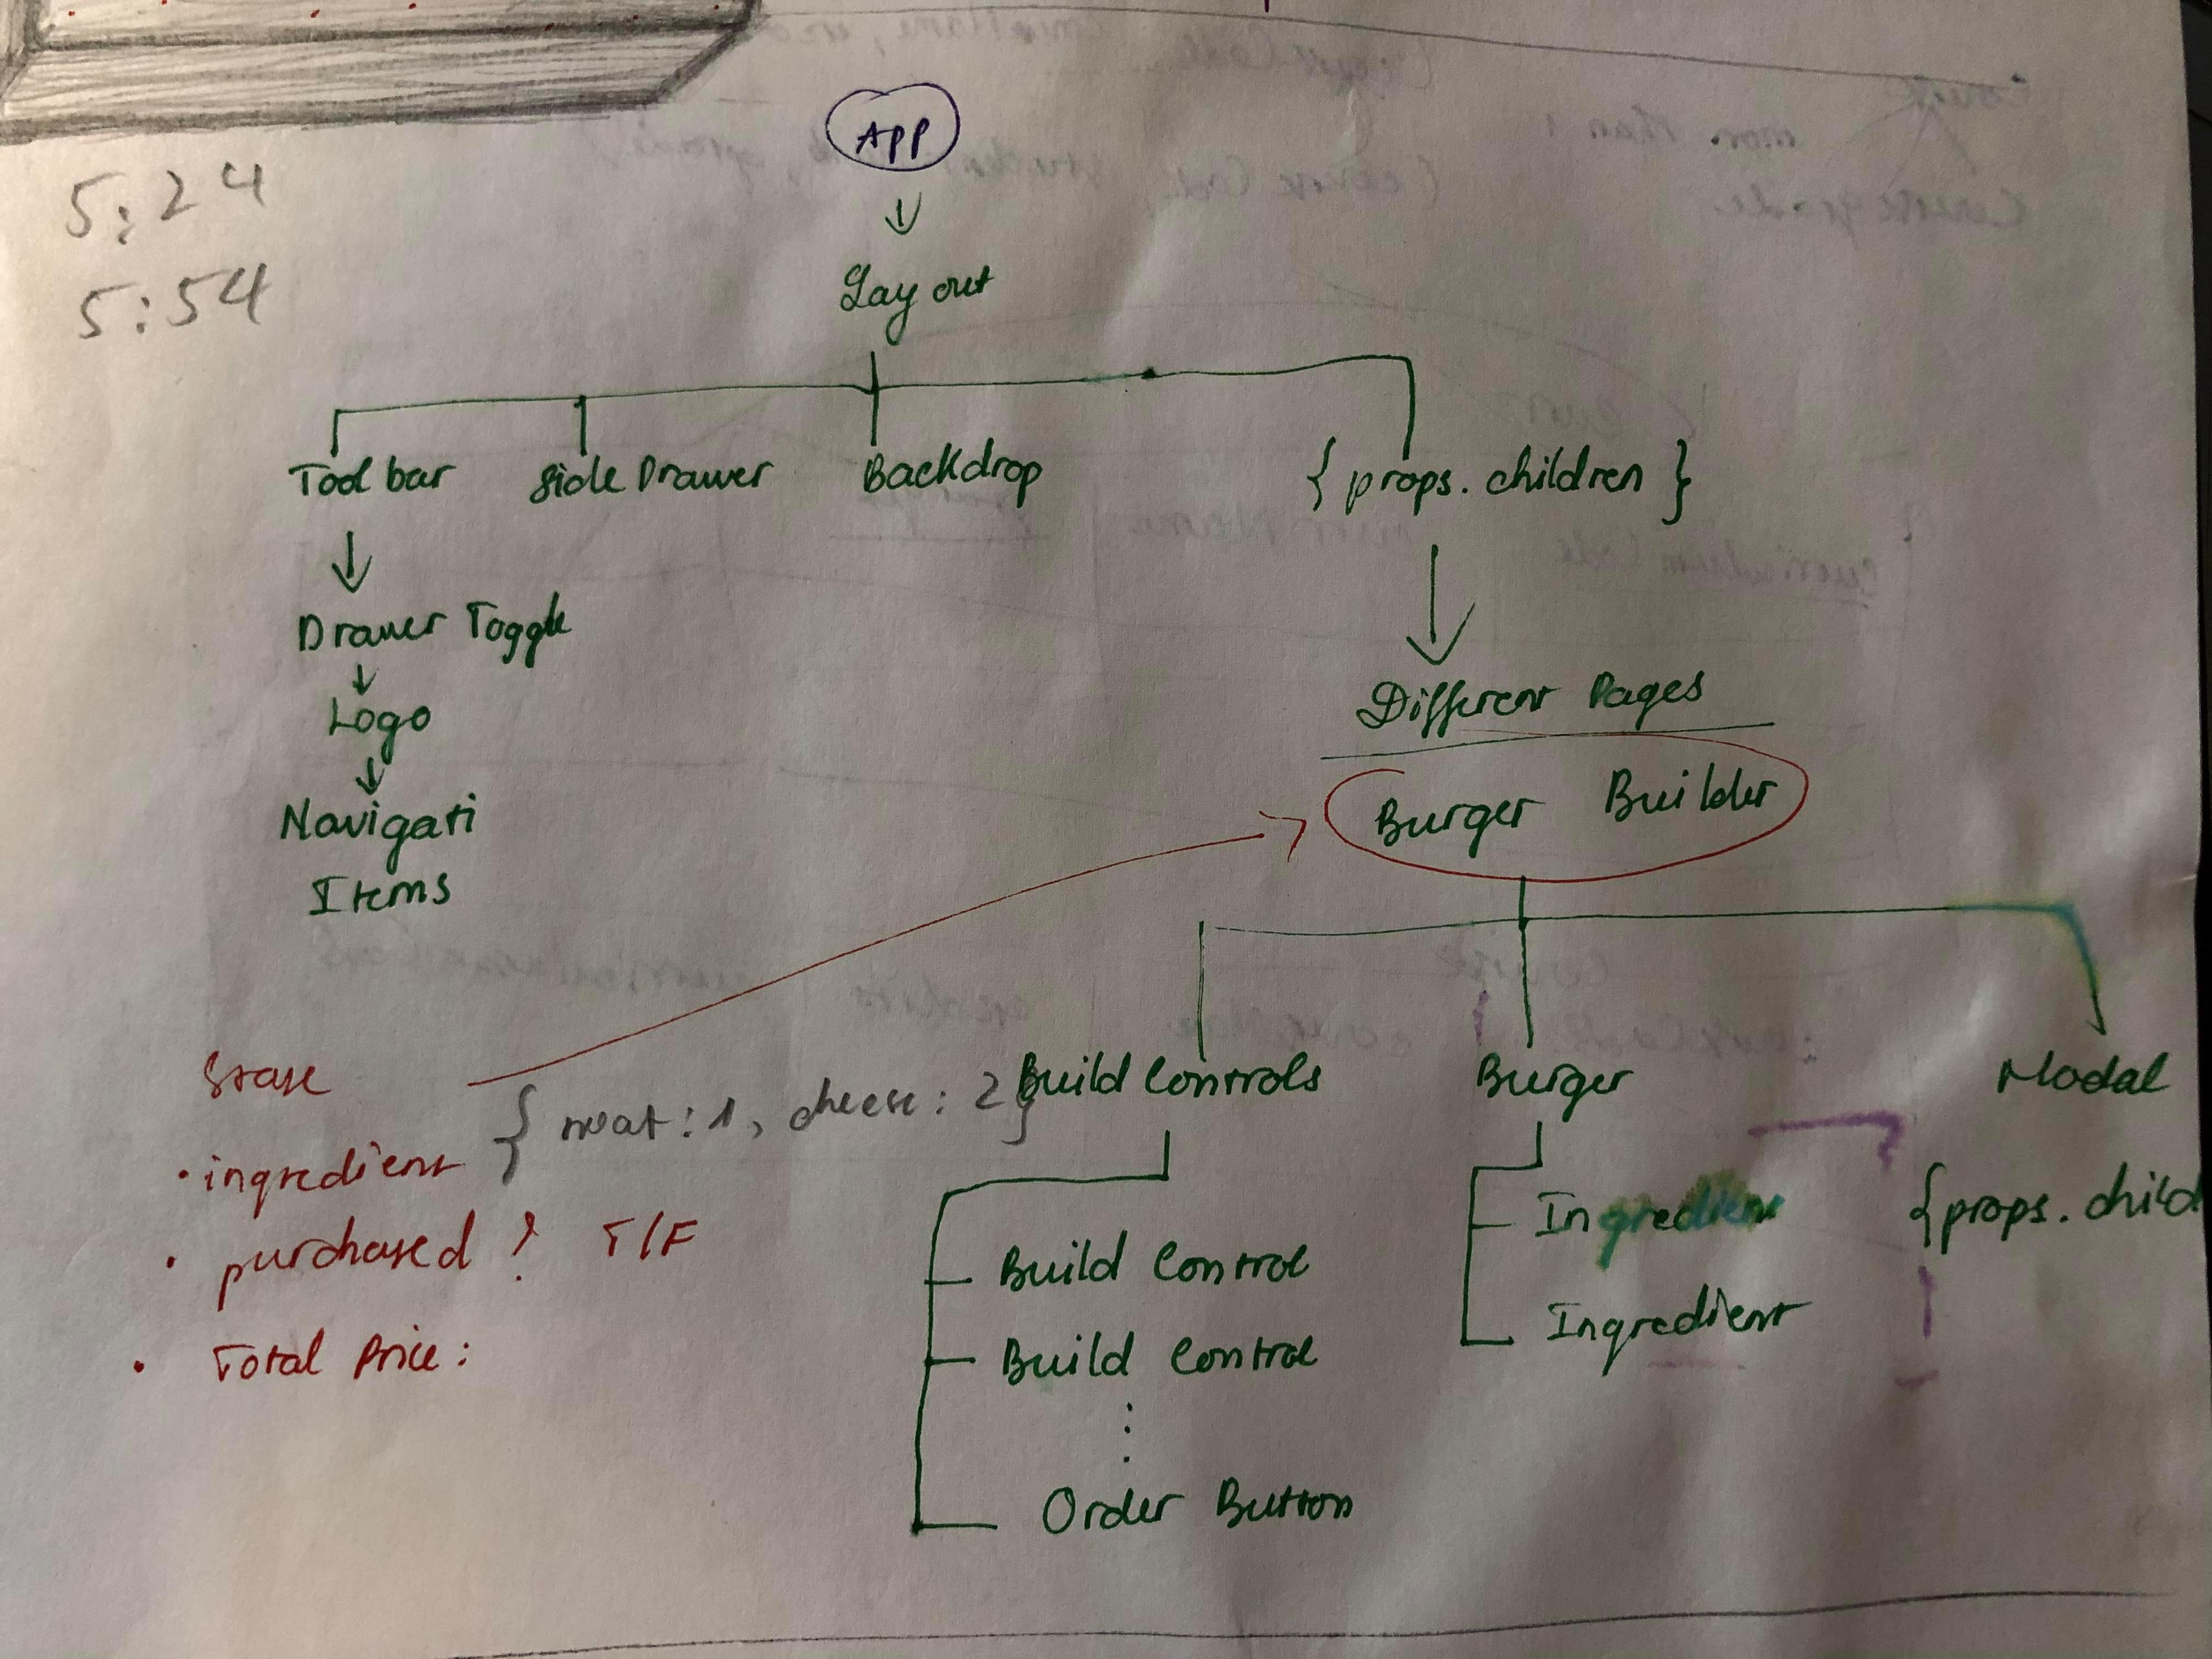 APP
5:24
5:54
Lay out
Tool bar
Side Drawer
Backdrop
{ props. children }
Drawer Toggle
Logo
Navigati
Items
Different Pages
Burger Builder
State
{ meat : 1, cheese : 2 }
• ingredient
• purchased ? T/F
• Total Price :
Build Controls
Burger
Modal
Build Control
Build Control
Order Button
Ingredient
Ingredient
{props. child